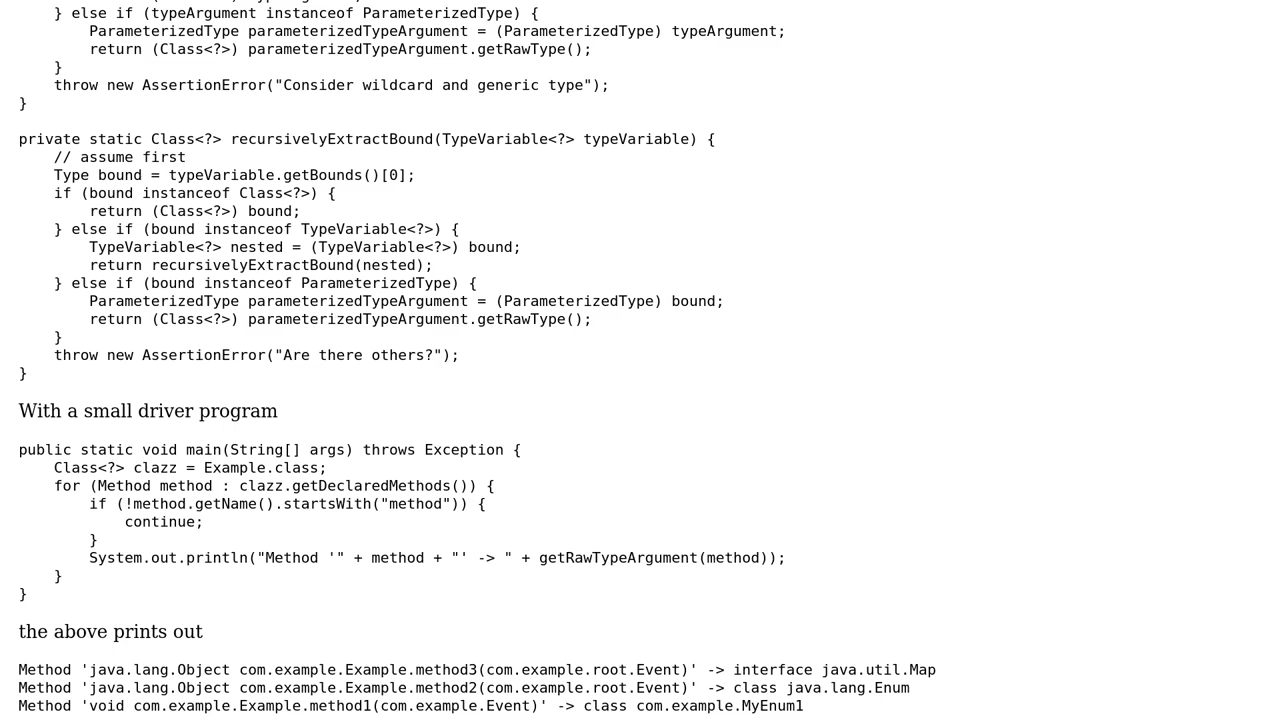 } else if (typeArgument instanceof ParameterizedType) {
        ParameterizedType parameterizedTypeArgument = (ParameterizedType) typeArgument;
        return (Class<?>) parameterizedTypeArgument.getRawType();
    }
    throw new AssertionError("Consider wildcard and generic type");
}

private static Class<?> recursivelyExtractBound(TypeVariable<?> typeVariable) {
    // assume first
    Type bound = typeVariable.getBounds()[0];
    if (bound instanceof Class<?>) {
        return (Class<?>) bound;
    } else if (bound instanceof TypeVariable<?>) {
        TypeVariable<?> nested = (TypeVariable<?>) bound;
        return recursivelyExtractBound(nested);
    } else if (bound instanceof ParameterizedType) {
        ParameterizedType parameterizedTypeArgument = (ParameterizedType) bound;
        return (Class<?>) parameterizedTypeArgument.getRawType();
    }
    throw new AssertionError("Are there others?");
}

With a small driver program

public static void main(String[] args) throws Exception {
    Class<?> clazz = Example.class;
    for (Method method : clazz.getDeclaredMethods()) {
        if (!method.getName().startsWith("method")) {
            continue;
        }
        System.out.println("Method '" + method + "' -> " + getRawTypeArgument(method));
    }
}

the above prints out

Method 'java.lang.Object com.example.Example.method3(com.example.root.Event)' -> interface java.util.Map
Method 'java.lang.Object com.example.Example.method2(com.example.root.Event)' -> class java.lang.Enum
Method 'void com.example.Example.method1(com.example.Event)' -> class com.example.MyEnum1